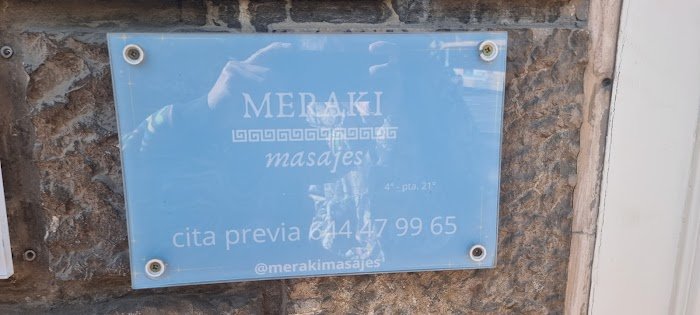 MERAKI
masajes
4° - pta. 21°
cita previa 644 47 99 65
@merakimasajes